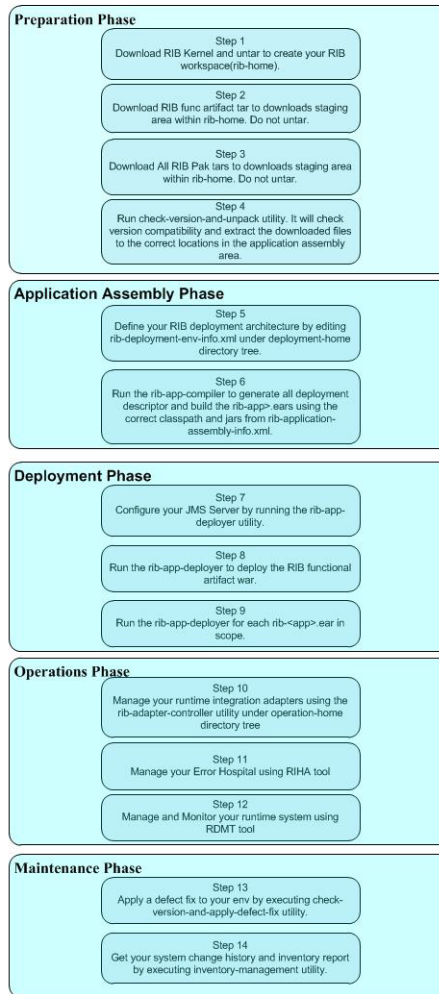 Preparation Phase
Step 1
Download RIB Kernel and untar to create your RIB
workspace(rib-home).
Step 2
Download RIB func artifact tar to downloads staging
area within rib-home. Do not untar.
Step 3
Download All RIB Pak tars to downloads staging area
within rib-home. Do not untar.
Step 4
Run check-version-and-unpack utility. It will check
version compatibility and extract the downloaded files
to the correct locations in the application assembly
area.
Application Assembly Phase
Step 5
Define your RIB deployment architecture by editing
rib-deployment-env-info.xml under deployment-home
directory tree.
Step 6
Run the rib-app-compiler to generate all deployment
descriptor and build the rib-app>.ears using the
correct classpath and jars from rib-application-
assembly-info.xml.
Deployment Phase
Step 7
Configure your JMS Server by running the rib-app-
deployer utility.
Step 8
Run the rib-app-deployer to deploy the RIB functional
artifact war.
Step 9
Run the rib-app-deployer for each rib-<app>.ear in
scope.
Operations Phase
Step 10
Manage your runtime integration adapters using the
rib-adapter-controller utility under operation-home
directory tree
Step 11
Manage your Error Hospital using RIHA tool
Step 12
Manage and Monitor your runtime system using
RDMT tool
Maintenance Phase
Step 13
Apply a defect fix to your env by executing check-
version-and-apply-defect-fix utility.
Step 14
Get your system change history and inventory report
by executing inventory-management utility.